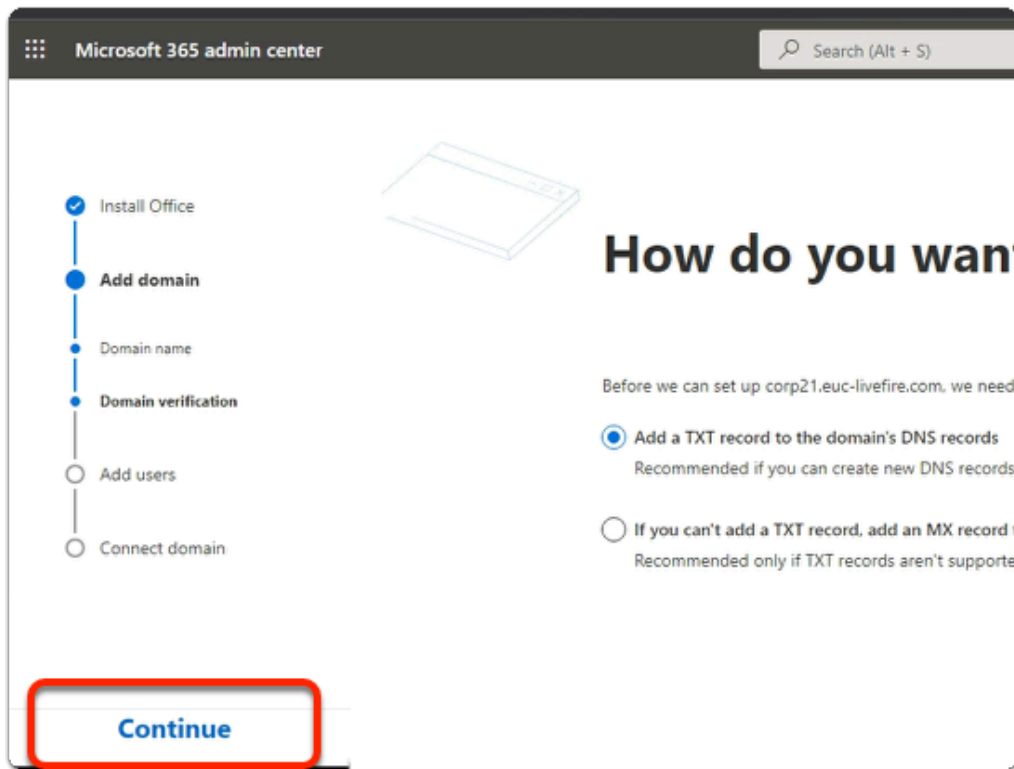 Microsoft 365 admin center
Search (Alt + S)
Install Office
Add domain
Domain name
Domain verification
Add users
Connect domain
How do you want
Before we can set up corp21.euc-livefire.com, we need
Add a TXT record to the domain's DNS records
Recommended if you can create new DNS records
If you can't add a TXT record, add an MX record
Recommended only if TXT records aren't supporte
Continue